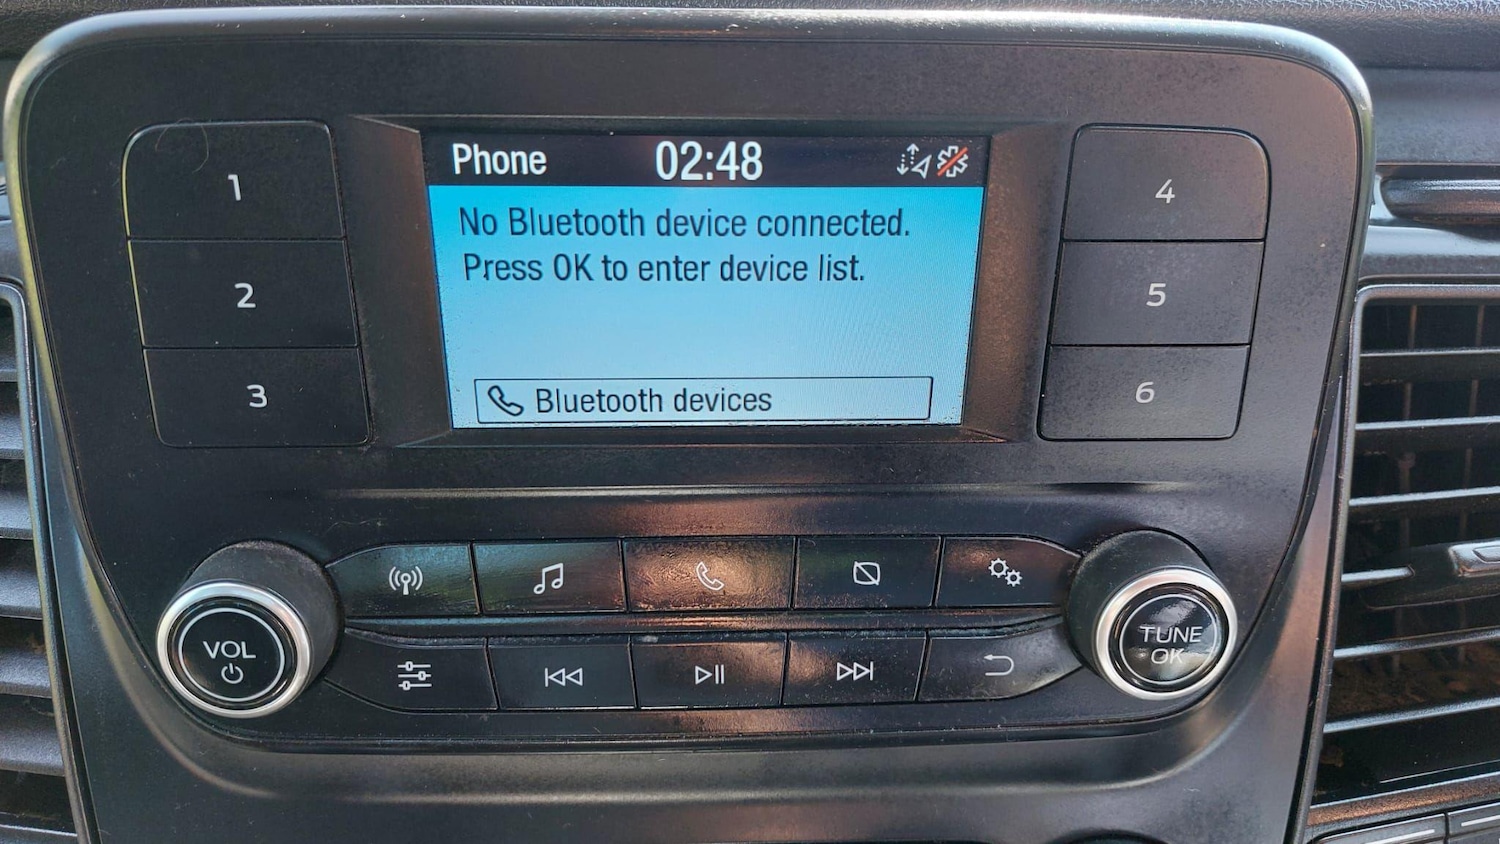 Phone 02:48
No Bluetooth device connected.
Press OK to enter device list.
Bluetooth devices
1
2
3
4
5
6
VOL
TUNE
OK